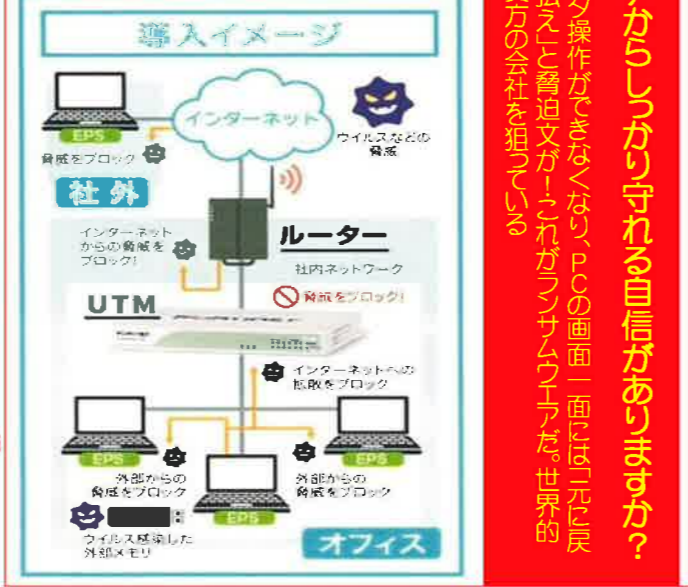 からしっかり守れる自信がありますか?
タ操作ができなくなり、PCの画面一面には「元に戻
払え」と脅迫文が!これがランサムウエアだ。世界的
方の会社を狙っている
導入イメージ
インターネット
ウイルスなどの
脅威
EPS
脅威をブロック
社外
インターネット
からの脅威を
ブロック!
ルーター
社内ネットワーク
脅威をブロック!
UTM
インターネットへの
拡散をブロック
EPS
外部からの
脅威をブロック
EPS
外部からの
脅威をブロック
EPS
ウイルス感染した
外部メモリ
オフィス